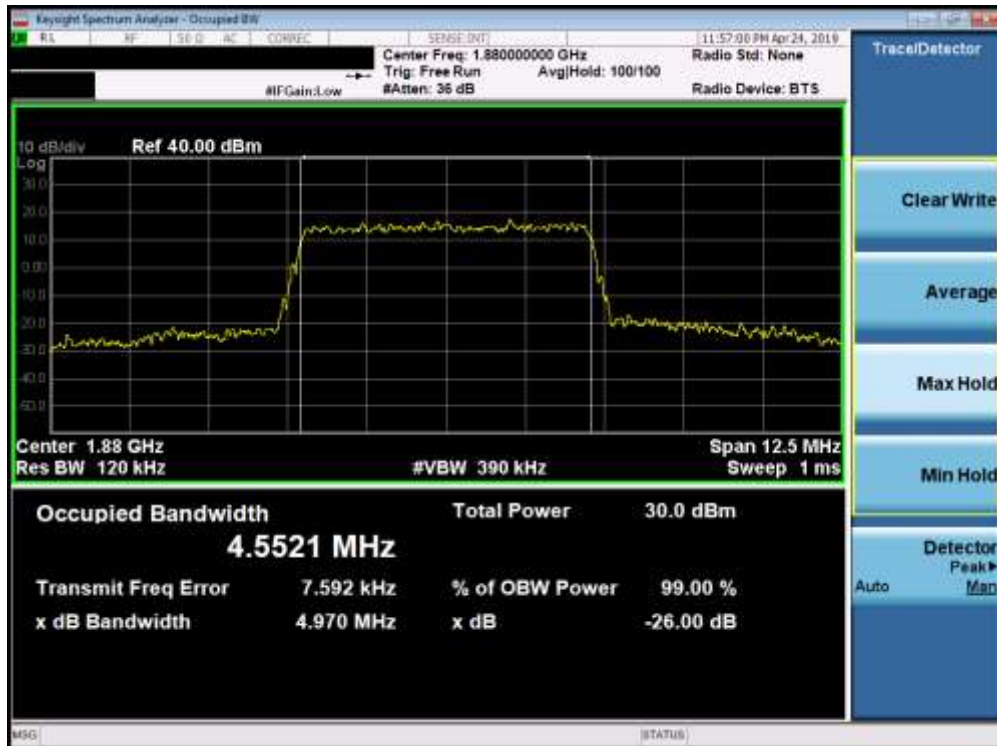 Keysight Spectrum Analyzer - Occupied BW
RL RF 50 Ω AC CORREC SENSE:INT 11:57:00 PM Apr 24, 2019
Center Freq: 1.880000000 GHz Radio Std: None
Trig: Free Run Avg|Hold: 100/100
#IFGain:Low #Atten: 36 dB Radio Device: BTS
10 dB/div Ref 40.00 dBm
Log
30.0
20.0
10.0
0.00
10.0
20.0
30.0
40.0
Center 1.88 GHz Span 12.5 MHz
Res BW 120 kHz #VBW 390 kHz Sweep 1 ms
Occupied Bandwidth Total Power 30.0 dBm
4.5521 MHz
Transmit Freq Error 7.592 kHz % of OBW Power 99.00 %
x dB Bandwidth 4.970 MHz x dB -26.00 dB
MSG STATUS
Trace/Detector
Clear Write
Average
Max Hold
Min Hold
Detector
Peak▶
Auto Man